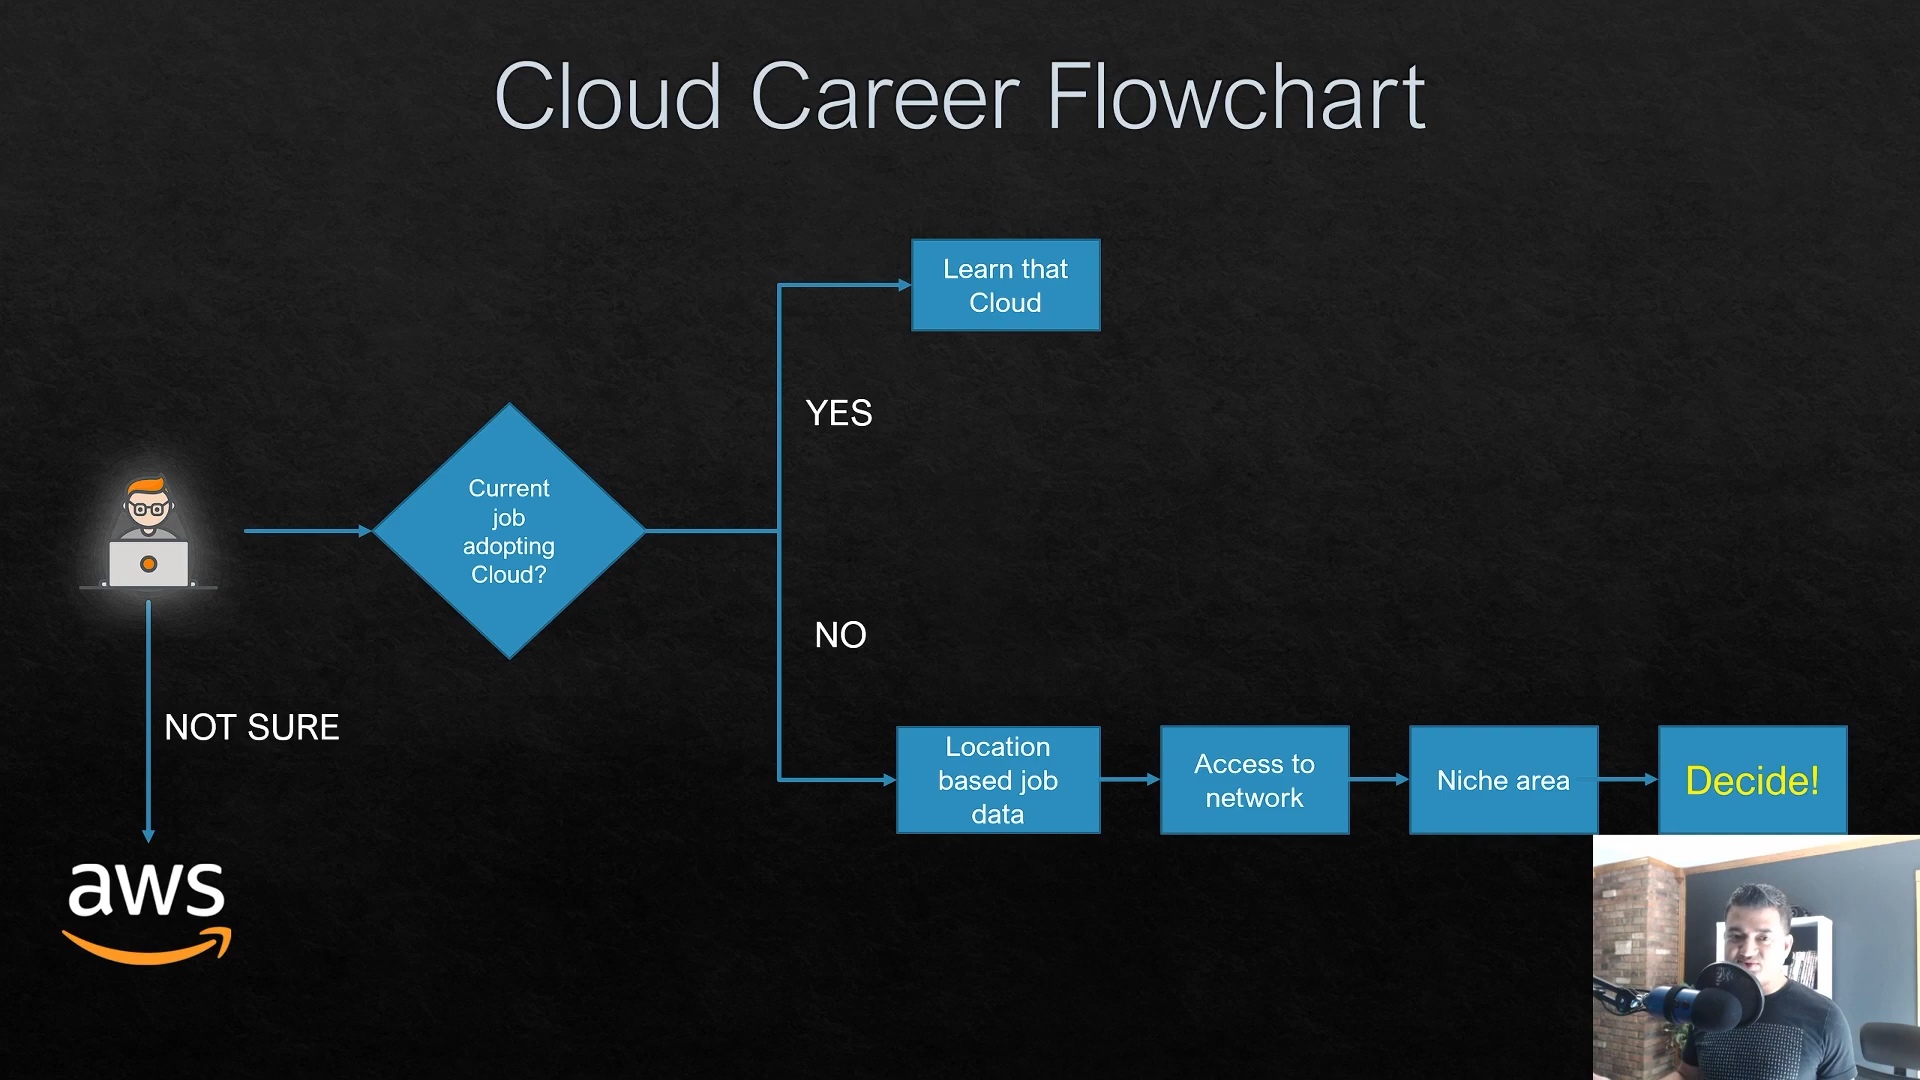 Cloud Career Flowchart
Learn that
Cloud
YES
Current
job
adopting
Cloud?
NO
NOT SURE
Location
based job
data
Access to
network
Niche area
Decide!
aws